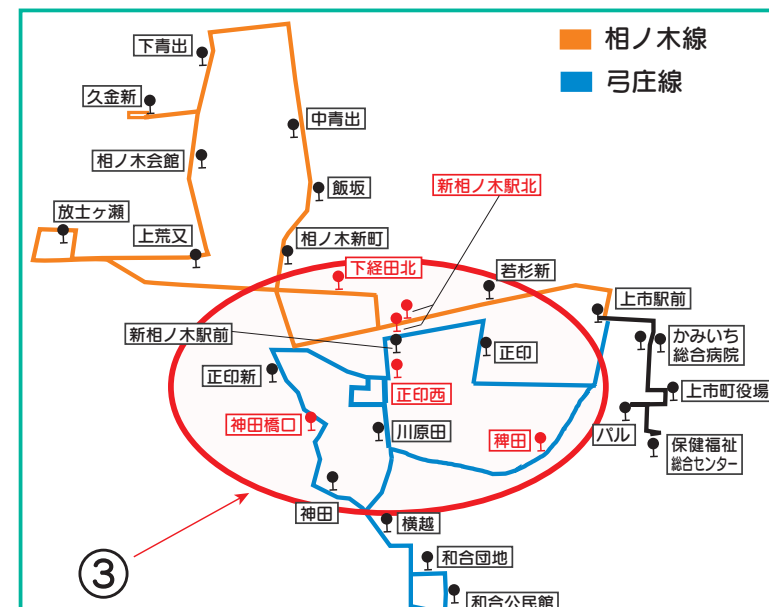 相ノ木線
弓庄線
下青出
久金新
中青出
相ノ木会館
飯坂
新相ノ木駅北
放士ヶ瀬
上荒又
相ノ木新町
下経田北
若杉新
上市駅前
新相ノ木駅前
かみいち
総合病院
正印
正印新
正印西
上市町役場
神田橋口
川原田
稗田
パル
保健福祉
総合センター
神田
横越
③
和合団地
和合公民館